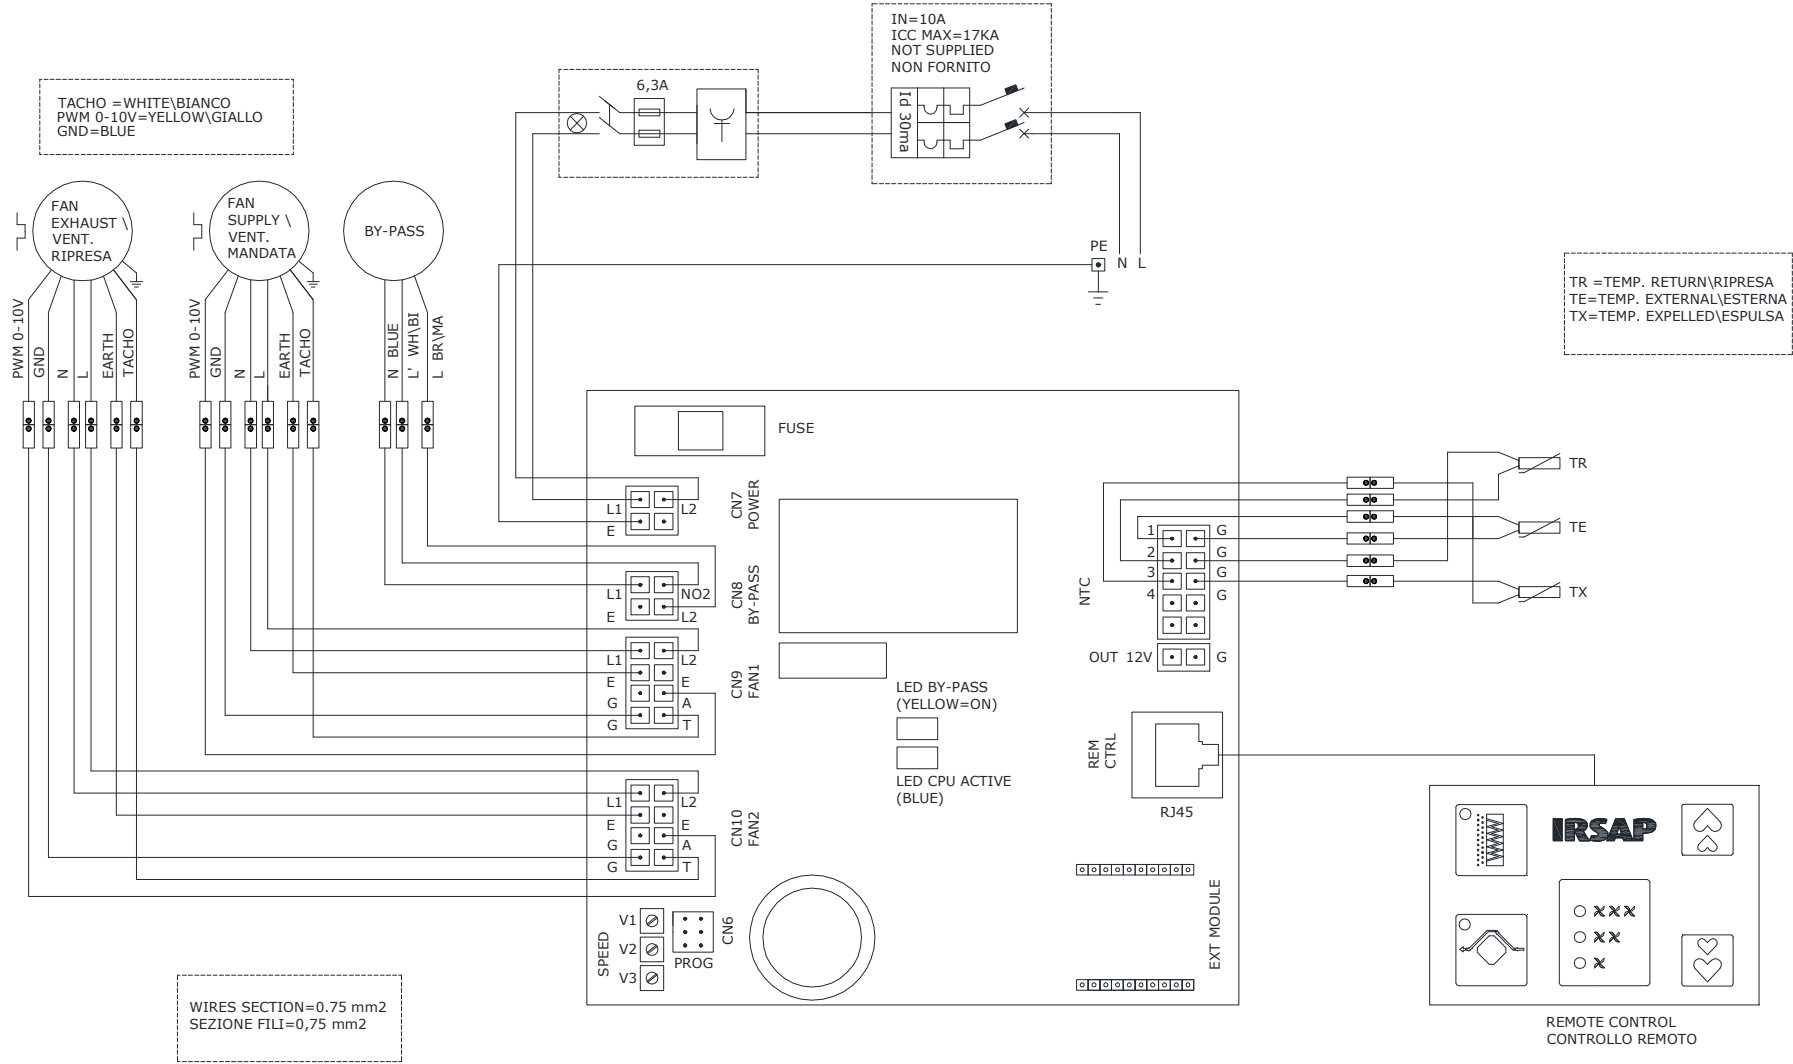 IN=10A
ICC MAX=17KA
NOT SUPPLIED
NON FORNITO
6,3A
Id 30ma
TACHO =WHITE\BIANCO
PWM 0-10V=YELLOW\GIALLO
GND=BLUE
FAN
EXHAUST \
VENT.
RIPRESA
FAN
SUPPLY \
VENT.
MANDATA
BY-PASS
PE
N
L
TR =TEMP. RETURN\RIPRESA
TE=TEMP. EXTERNAL\ESTERNA
TX=TEMP. EXPELLED\ESPULSA
PWM 0-10V
GND
N
L
EARTH
TACHO
PWM 0-10V
GND
N
L
EARTH
TACHO
N BLUE
L' WH\BI
L BR\MA
FUSE
L1
L2
E
CN7
POWER
L1
NO2
E
L2
CN8
BY-PASS
L1
L2
E
E
G
A
G
T
CN9
FAN1
L1
L2
E
E
G
A
G
T
CN10
FAN2
SPEED
V1
V2
V3
PROG
CN6
LED BY-PASS
(YELLOW=ON)
LED CPU ACTIVE
(BLUE)
NTC
1
G
2
G
3
G
4
G
OUT 12V
G
REM
CTRL
RJ45
EXT MODULE
TR
TE
TX
IRSAP
REMOTE CONTROL
CONTROLLO REMOTO
WIRES SECTION=0.75 mm2
SEZIONE FILI=0,75 mm2